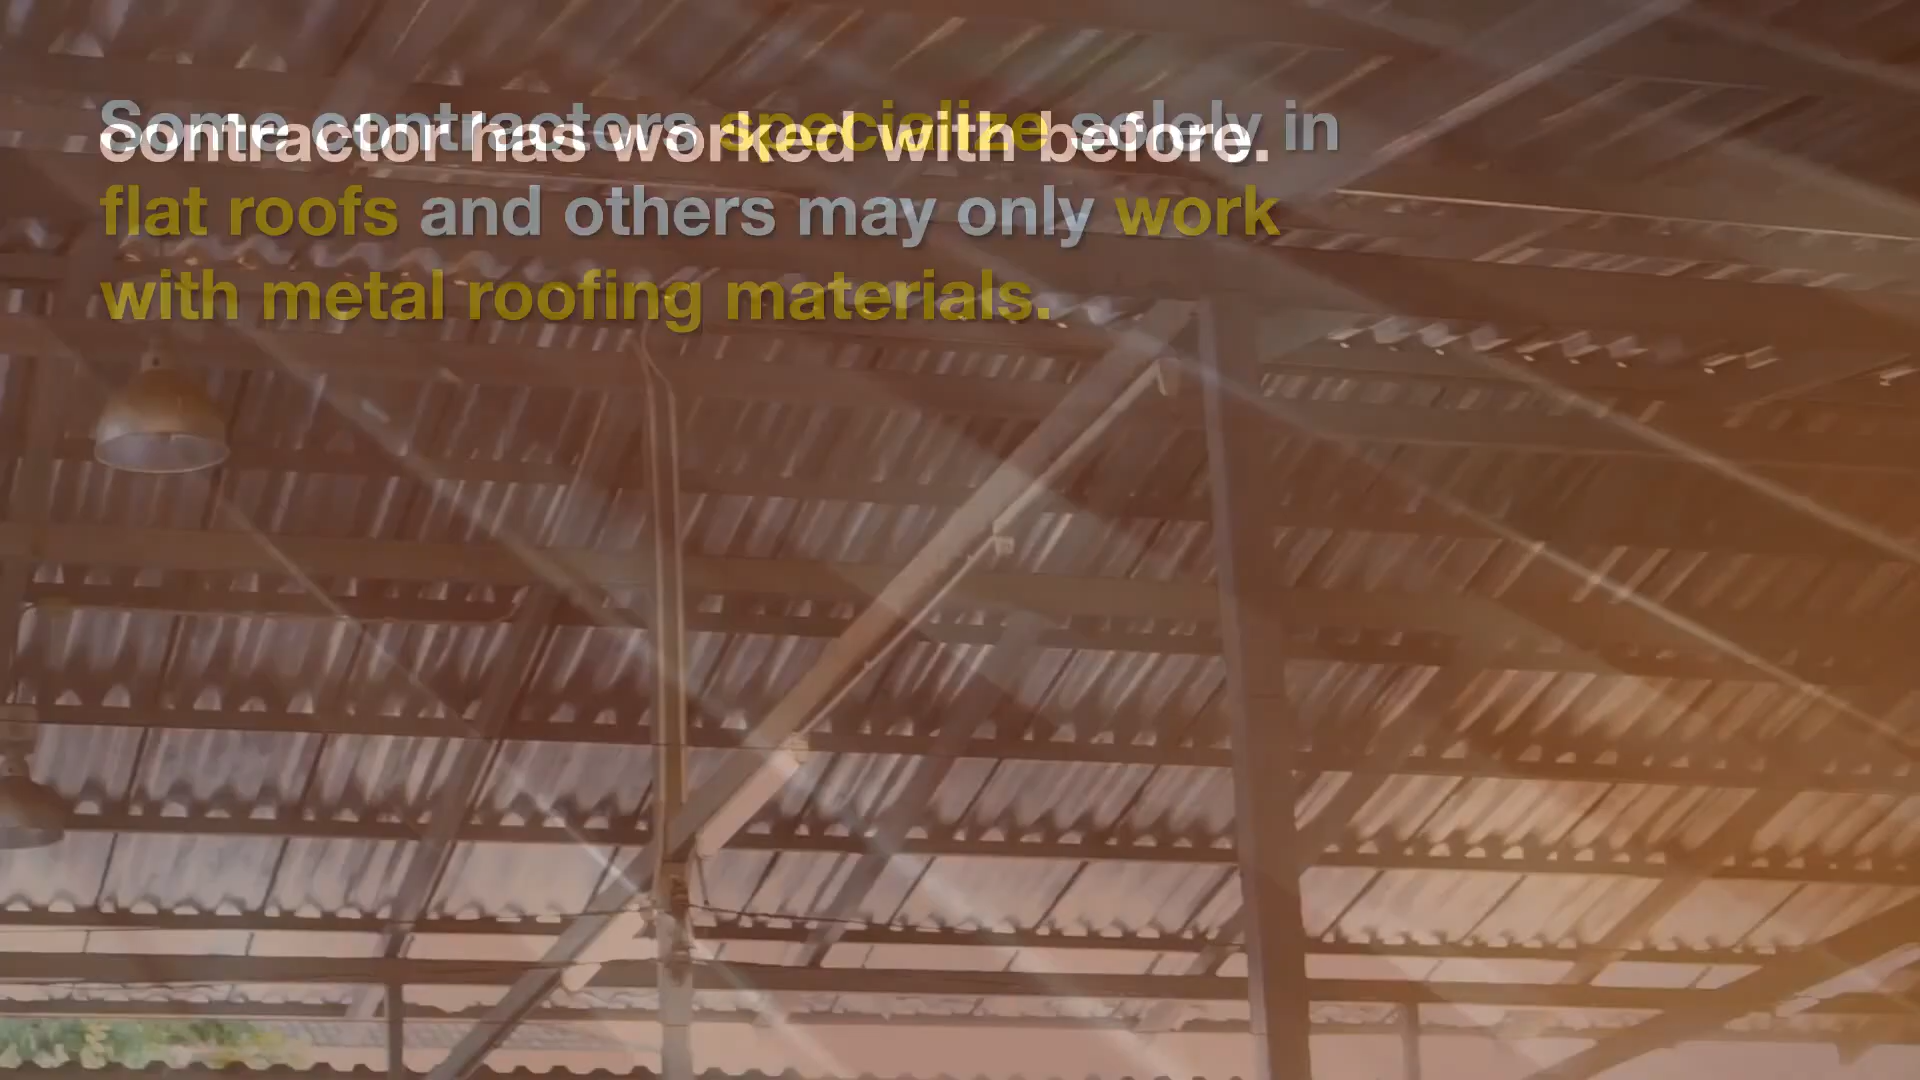 Some contractors specialize solely in
contractor has worked with before.
flat roofs and others may only work
with metal roofing materials.